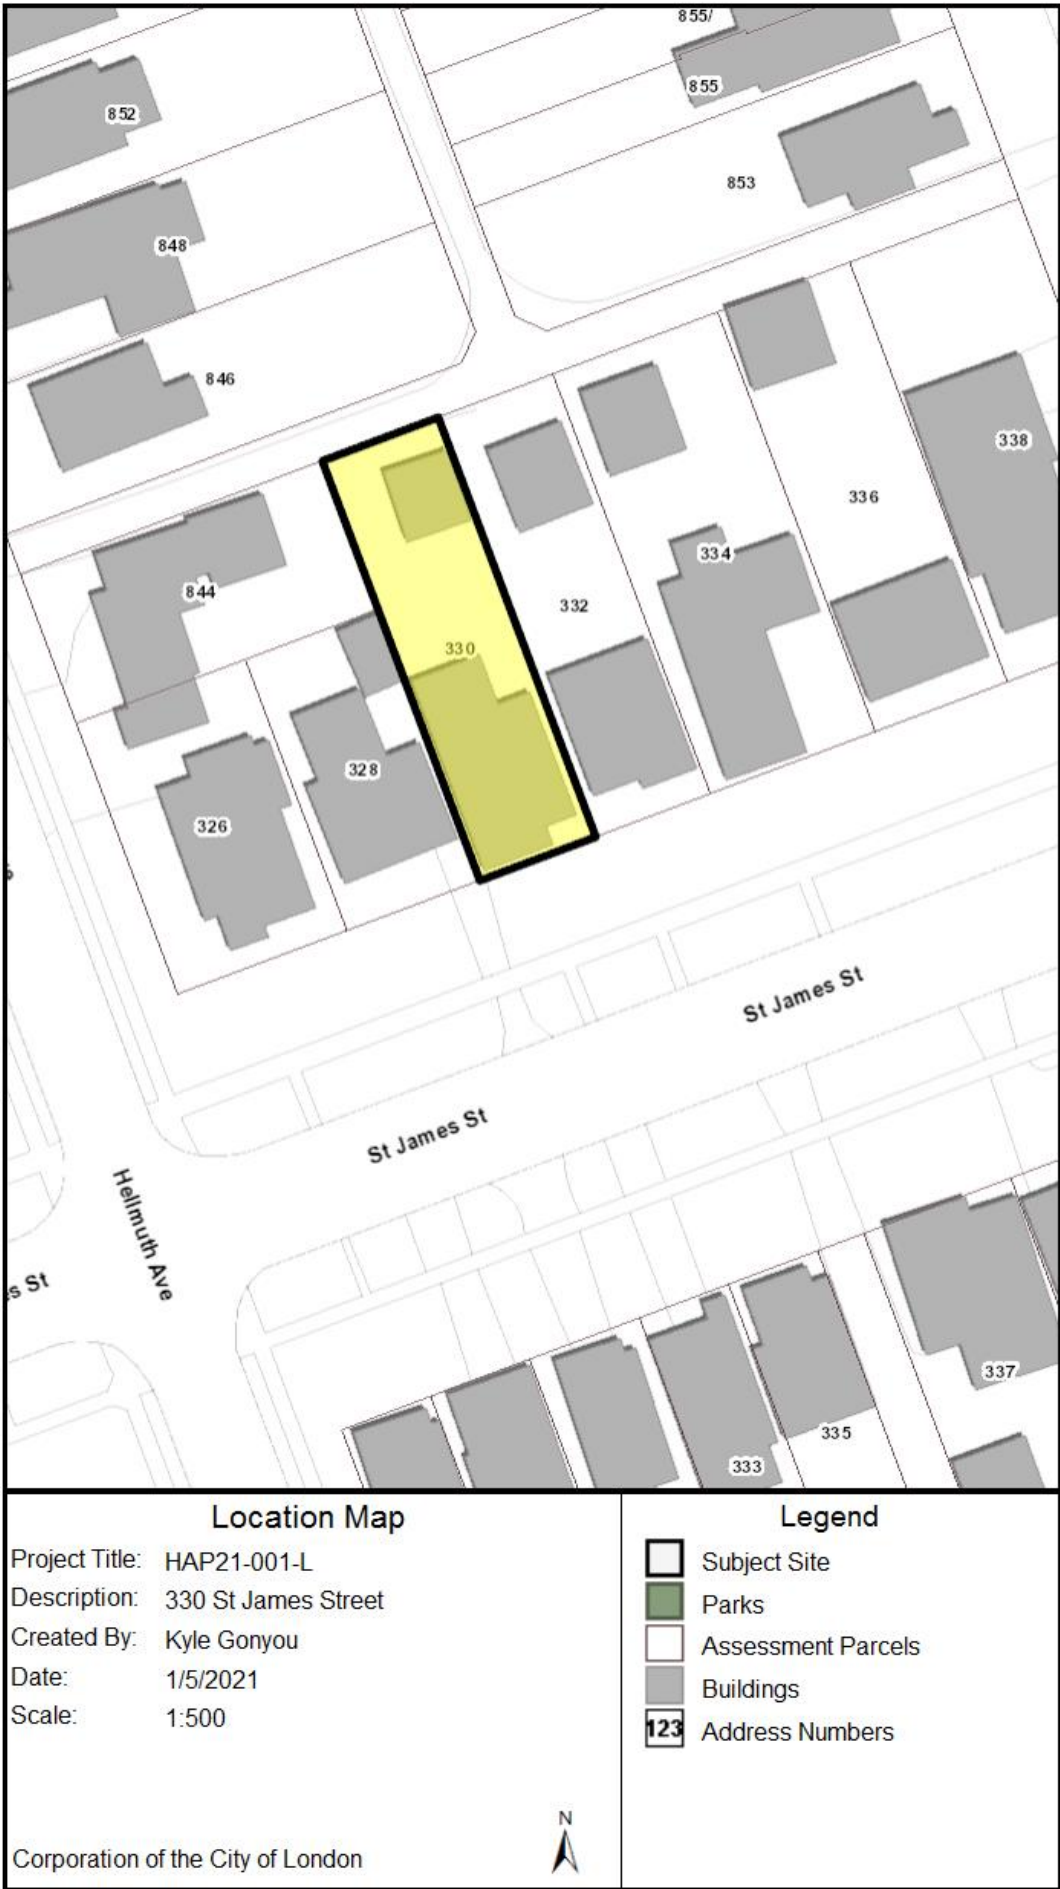 855/
855
852
853
848
846
338
336
334
844
332
330
328
326
St James St
St James St
Hellmuth Ave
s St
337
335
333
Location Map
Project Title: HAP21-001-L
Description: 330 St James Street
Created By: Kyle Gonyou
Date: 1/5/2021
Scale: 1:500
N
Corporation of the City of London
Legend
Subject Site
Parks
Assessment Parcels
Buildings
123 Address Numbers